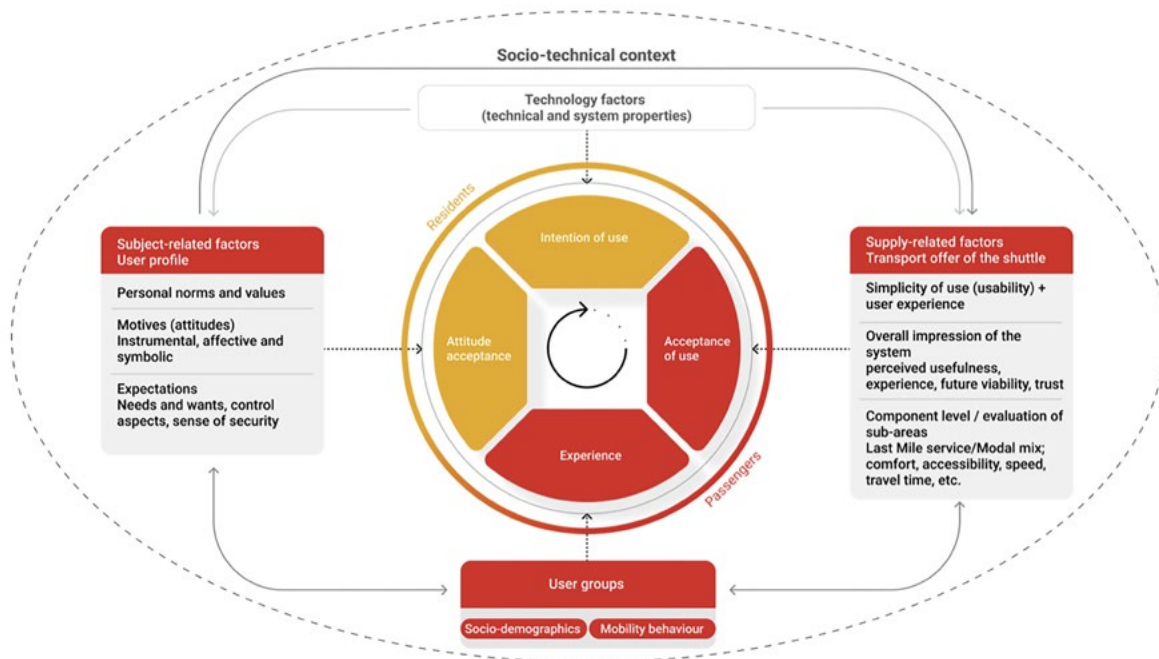 Socio-technical context
Technology factors
(technical and system properties)
Residents
Intention of use
Subject-related factors
User profile
Personal norms and values
Motives (attitudes)
Instrumental, affective and
symbolic
Expectations
Needs and wants, control
aspects, sense of security
Attitude
acceptance
Acceptance
of use
Experience
Passengers
Supply-related factors
Transport offer of the shuttle
Simplicity of use (usability) +
user experience
Overall impression of the
system
perceived usefulness,
experience, future viability, trust
Component level / evaluation of
sub-areas
Last Mile service/Modal mix;
comfort, accessibility, speed,
travel time, etc.
User groups
Socio-demographics
Mobility behaviour